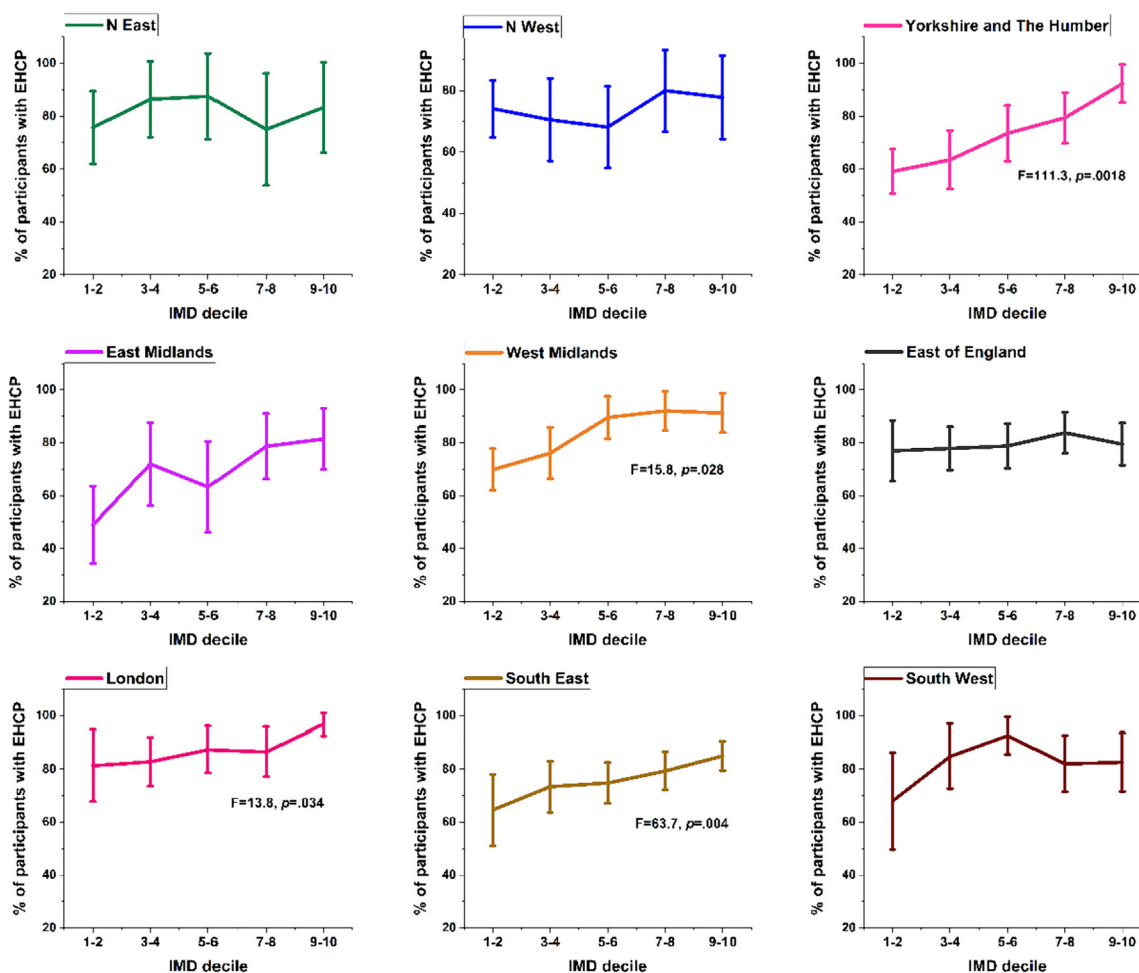 N East
% of participants with EHCP
100
80
60
40
20
1-2 3-4 5-6 7-8 9-10
IMD decile
N West
% of participants with EHCP
80
60
40
20
1-2 3-4 5-6 7-8 9-10
IMD decile
Yorkshire and The Humber
% of participants with EHCP
100
80
60
40
20
F=111.3, p=.0018
1-2 3-4 5-6 7-8 9-10
IMD decile
East Midlands
% of participants with EHCP
100
80
60
40
20
1-2 3-4 5-6 7-8 9-10
IMD decile
West Midlands
% of participants with EHCP
100
80
60
40
20
F=15.8, p=.028
1-2 3-4 5-6 7-8 9-10
IMD decile
East of England
% of participants with EHCP
100
80
60
40
20
1-2 3-4 5-6 7-8 9-10
IMD decile
London
% of participants with EHCP
100
80
60
40
20
F=13.8, p=.034
1-2 3-4 5-6 7-8 9-10
IMD decile
South East
% of participants with EHCP
100
80
60
40
20
F=63.7, p=.004
1-2 3-4 5-6 7-8 9-10
IMD decile
South West
% of participants with EHCP
100
80
60
40
20
1-2 3-4 5-6 7-8 9-10
IMD decile